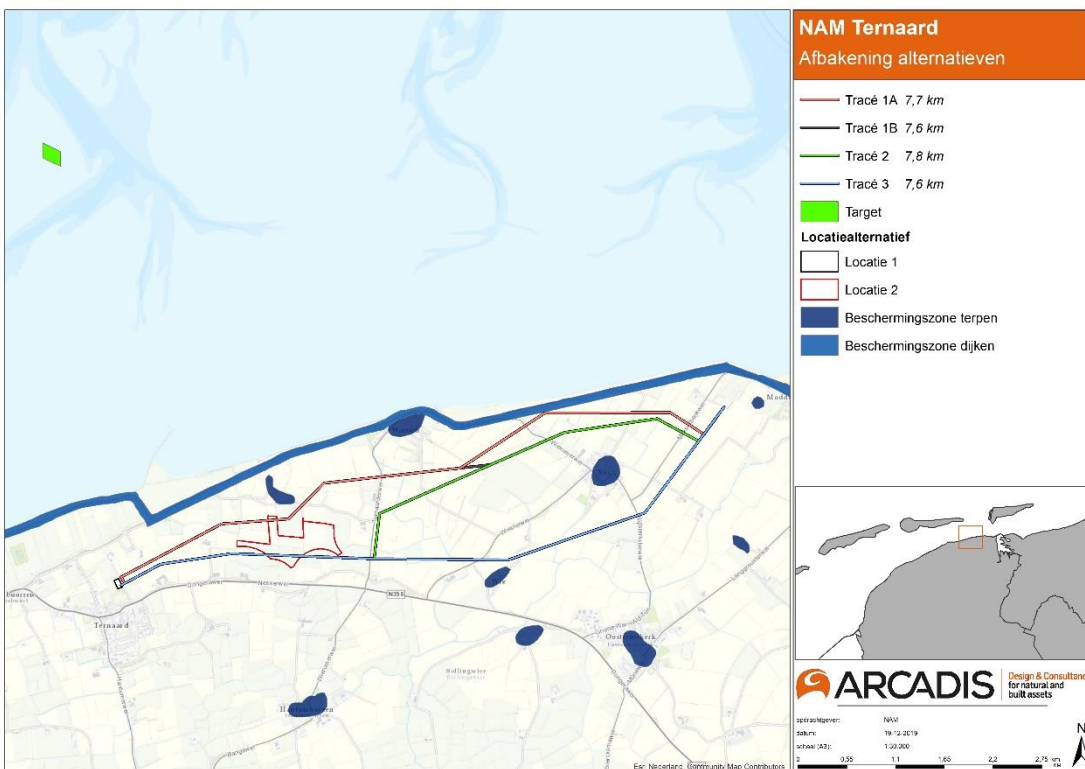 NAM Ternaard
Afbakening alternatieven
Tracé 1A 7,7 km
Tracé 1B 7,6 km
Tracé 2 7,8 km
Tracé 3 7,6 km
Target
Locatiealternatief
Locatie 1
Locatie 2
Beschermingszone terpen
Beschermingszone dijken
Modd
N358
Ternaard
Hantumhuizen
ARCADIS
Design & Consultanc
for natural and
built assets
opdrachtgever: NAM
datum: 19-12-2019
schaal (A3): 1:30.000
N
0 0,55 1,1 1,65 2,2 2,75 km
Esri Nederland, Community Map Contributors